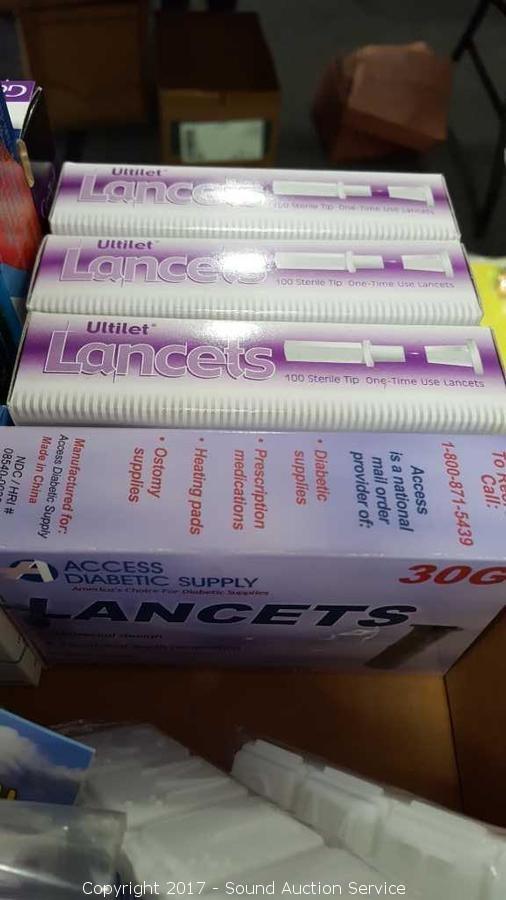 Ultilet®
Lancets
100 Sterile Tip One-Time Use Lancets
Ultilet®
Lancets
100 Sterile Tip One-Time Use Lancets
Ultilet®
Lancets
100 Sterile Tip One-Time Use Lancets
Call:
1-800-871-5439
Access
is a national
mail order
provider of:
• Diabetic
supplies
• Prescription
medications
• Heating pads
• Ostomy
supplies
Manufactured for:
Access Diabetic Supply
Made in China
NDC / HRI #
ACCESS
DIABETIC SUPPLY
America's Choice For Diabetic Supplies
30G
LANCETS
Copyright 2017 - Sound Auction Service